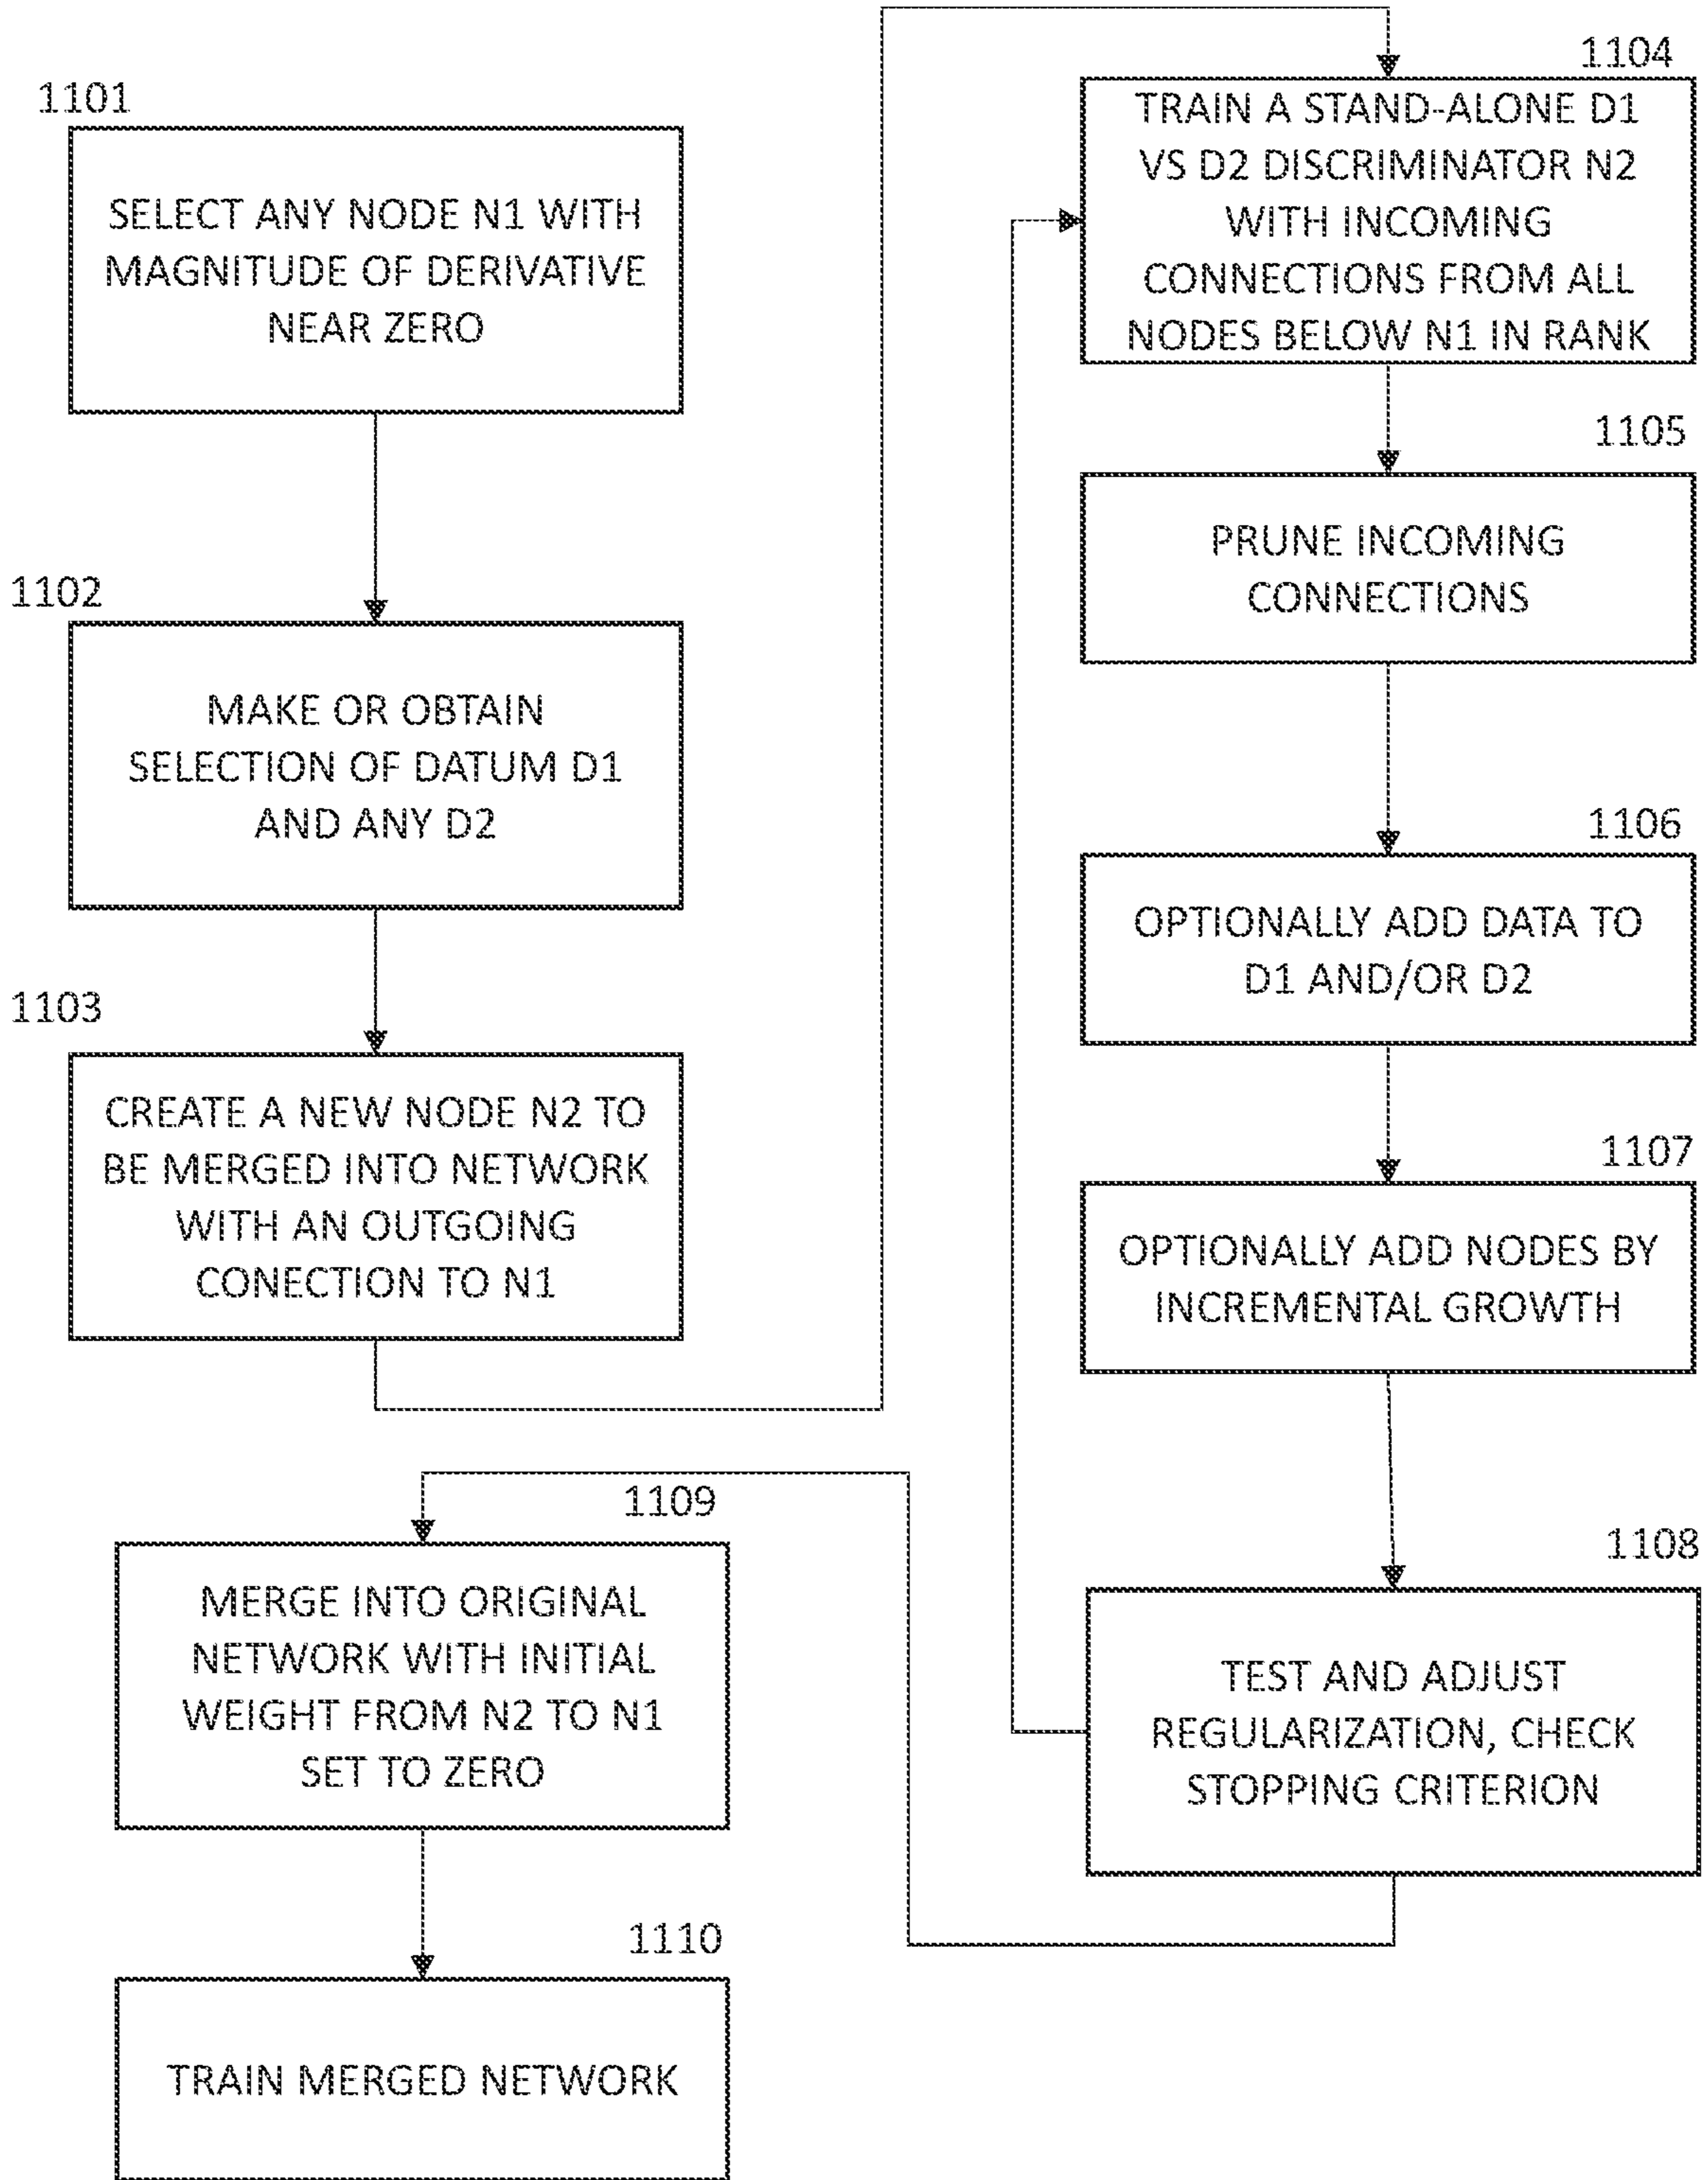 1101
SELECT ANY NODE N1 WITH
MAGNITUDE OF DERIVATIVE
NEAR ZERO
1102
MAKE OR OBTAIN
SELECTION OF DATUM D1
AND ANY D2
1103
CREATE A NEW NODE N2 TO
BE MERGED INTO NETWORK
WITH AN OUTGOING
CONECTION TO N1
1104
TRAIN A STAND-ALONE D1
VS D2 DISCRIMINATOR N2
WITH INCOMING
CONNECTIONS FROM ALL
NODES BELOW N1 IN RANK
1105
PRUNE INCOMING
CONNECTIONS
1106
OPTIONALLY ADD DATA TO
D1 AND/OR D2
1107
OPTIONALLY ADD NODES BY
INCREMENTAL GROWTH
1108
TEST AND ADJUST
REGULARIZATION, CHECK
STOPPING CRITERION
1109
MERGE INTO ORIGINAL
NETWORK WITH INITIAL
WEIGHT FROM N2 TO N1
SET TO ZERO
1110
TRAIN MERGED NETWORK